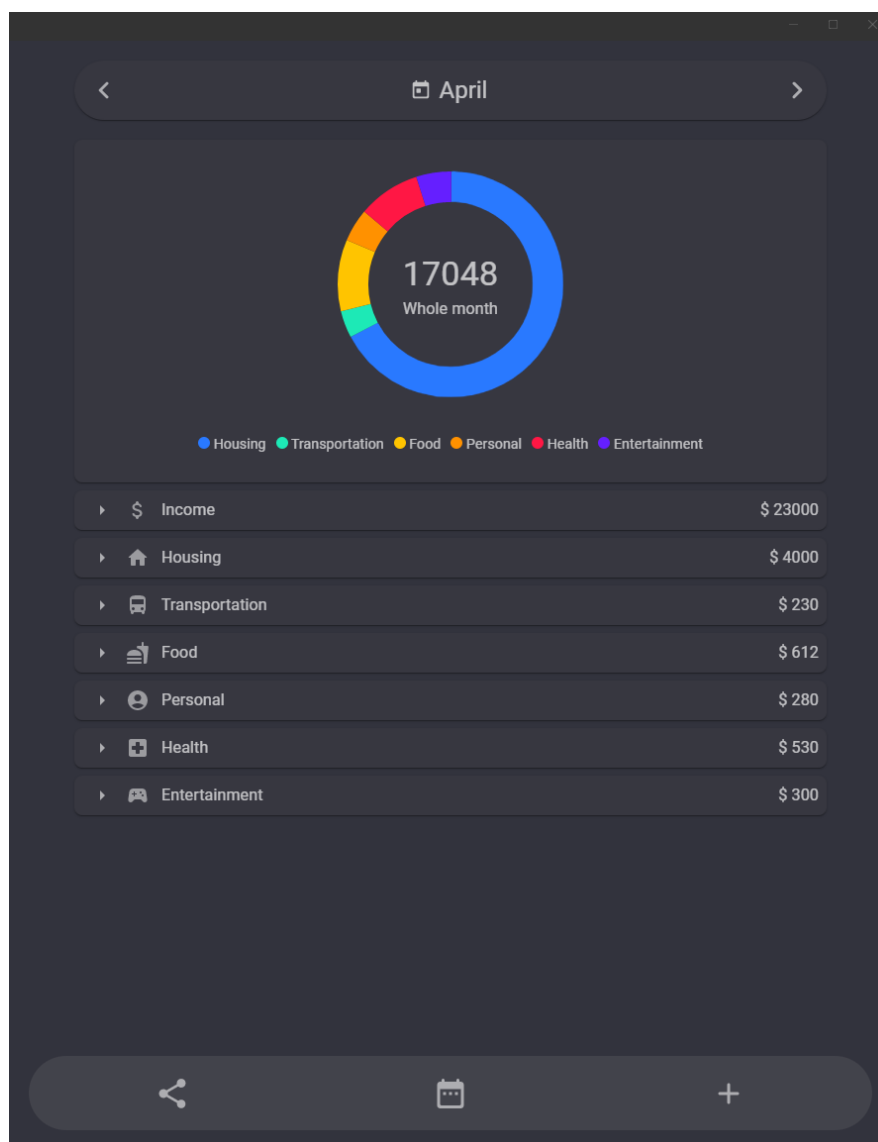 April
17048
Whole month
Housing Transportation Food Personal Health Entertainment
Income $ 23000
Housing $ 4000
Transportation $ 230
Food $ 612
Personal $ 280
Health $ 530
Entertainment $ 300